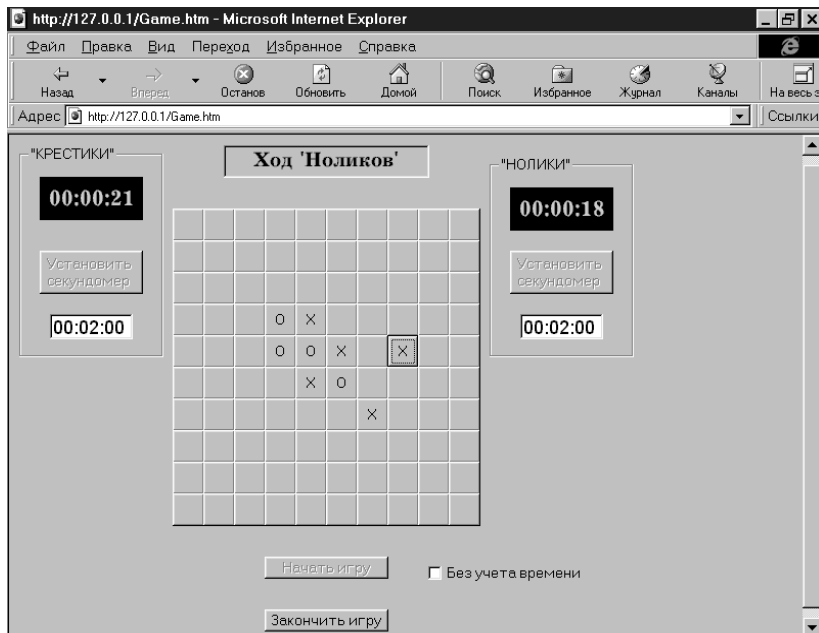 http://127.0.0.1/Game.htm - Microsoft Internet Explorer
Файл Правка Вид Переход Избранное Справка
Назад Вперед Останов Обновить Домой Поиск Избранное Журнал Каналы На весь э
Адрес http://127.0.0.1/Game.htm Ссылки
"КРЕСТИКИ" Ход 'Ноликов' "НОЛИКИ"
00:00:21 00:00:18
Установить секундомер
Установить секундомер
00:02:00 00:02:00
O X
O O X X
X O
X
Начать игру Без учета времени
Закончить игру